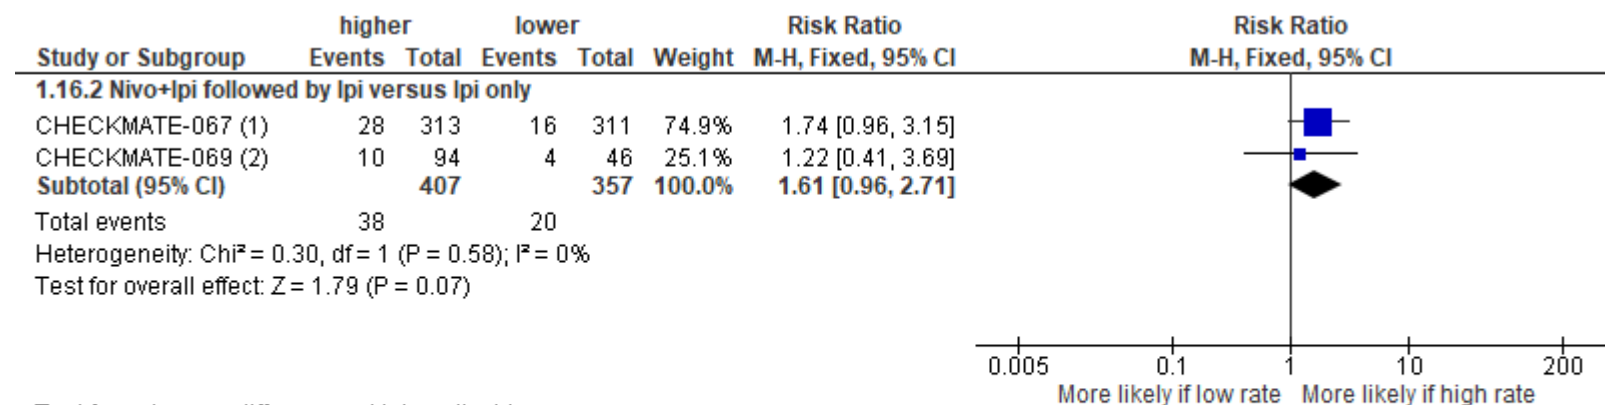 higher lower Risk Ratio Risk Ratio
Study or Subgroup Events Total Events Total Weight M-H, Fixed, 95% CI M-H, Fixed, 95% CI
1.16.2 Nivo+Ipi followed by Ipi versus Ipi only
CHECKMATE-067 (1) 28 313 16 311 74.9% 1.74 [0.96, 3.15]
CHECKMATE-069 (2) 10 94 4 46 25.1% 1.22 [0.41, 3.69]
Subtotal (95% CI) 407 357 100.0% 1.61 [0.96, 2.71]
Total events 38 20
Heterogeneity: Chi² = 0.30, df = 1 (P = 0.58); I² = 0%
Test for overall effect: Z = 1.79 (P = 0.07)
0.005 0.1 1 10 200
More likely if low rate More likely if high rate